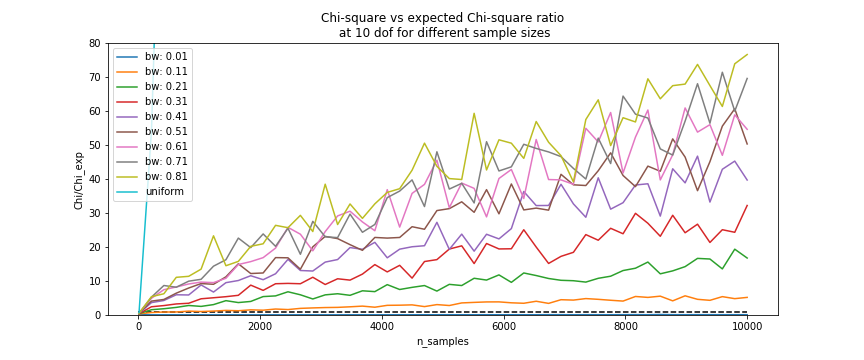 Chi-square vs expected Chi-square ratio
at 10 dof for different sample sizes
80
70
60
50
40
30
20
10
0
Chi/Chi_exp
bw: 0.01
bw: 0.11
bw: 0.21
bw: 0.31
bw: 0.41
bw: 0.51
bw: 0.61
bw: 0.71
bw: 0.81
uniform
0 2000 4000 6000 8000 10000
n_samples